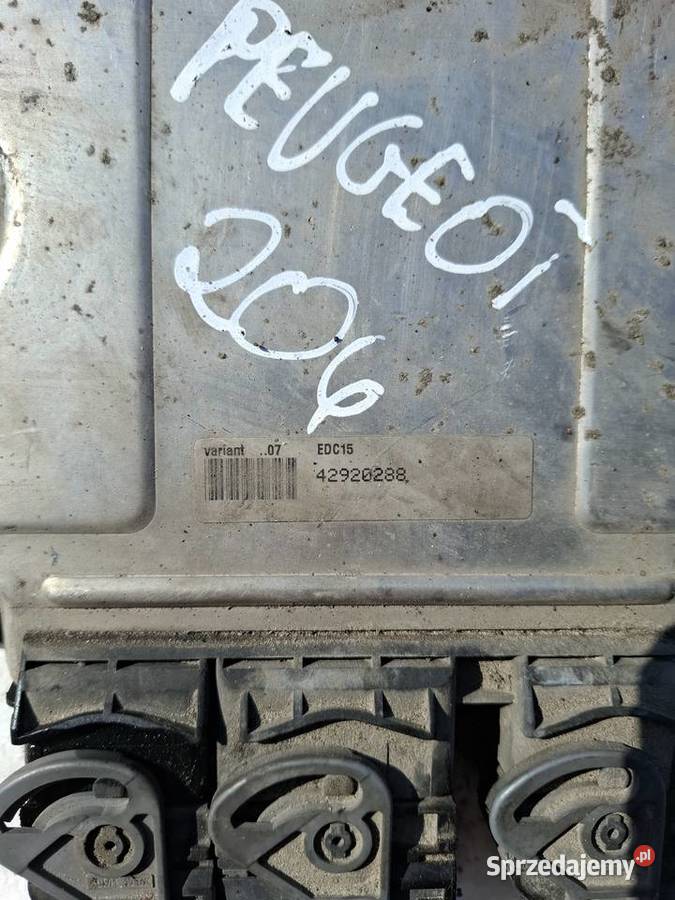 PEUGEOT
206
variant ..07 EDC15
42920288
Sprzedajemy.pl